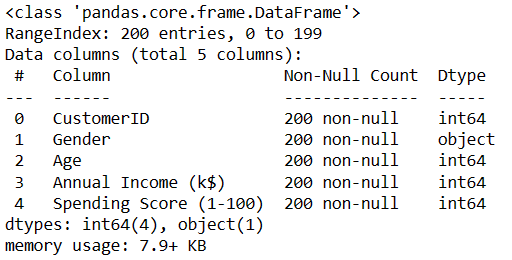 <class 'pandas.core.frame.DataFrame'>
RangeIndex: 200 entries, 0 to 199
Data columns (total 5 columns):
 #   Column                  Non-Null Count  Dtype
---  ------                  --------------  -----
 0   CustomerID              200 non-null    int64
 1   Gender                  200 non-null    object
 2   Age                     200 non-null    int64
 3   Annual Income (k$)      200 non-null    int64
 4   Spending Score (1-100)  200 non-null    int64
dtypes: int64(4), object(1)
memory usage: 7.9+ KB